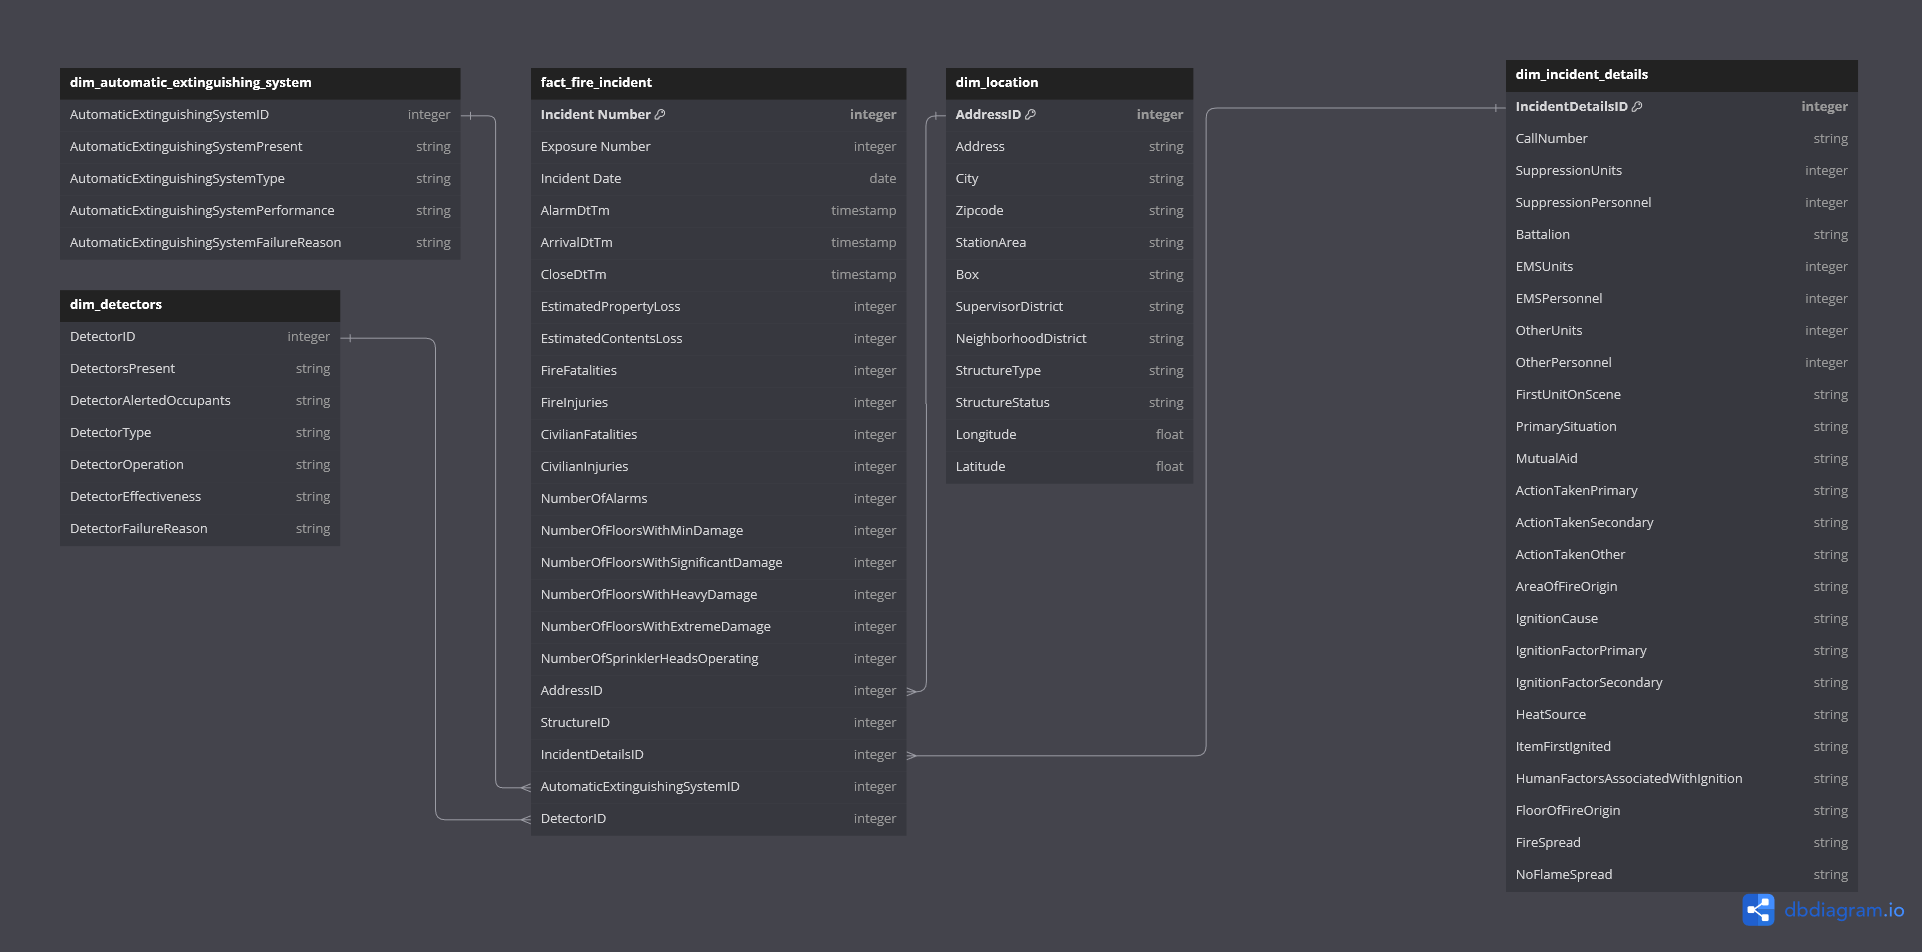 dim_automatic_extinguishing_system
AutomaticExtinguishingSystemID integer
AutomaticExtinguishingSystemPresent string
AutomaticExtinguishingSystemType string
AutomaticExtinguishingSystemPerformance string
AutomaticExtinguishingSystemFailureReason string
dim_detectors
DetectorID integer
DetectorsPresent string
DetectorAlertedOccupants string
DetectorType string
DetectorOperation string
DetectorEffectiveness string
DetectorFailureReason string
fact_fire_incident
Incident Number integer
Exposure Number integer
Incident Date date
AlarmDtTm timestamp
ArrivalDtTm timestamp
CloseDtTm timestamp
EstimatedPropertyLoss integer
EstimatedContentsLoss integer
FireFatalities integer
FireInjuries integer
CivilianFatalities integer
CivilianInjuries integer
NumberOfAlarms integer
NumberOfFloorsWithMinDamage integer
NumberOfFloorsWithSignificantDamage integer
NumberOfFloorsWithHeavyDamage integer
NumberOfFloorsWithExtremeDamage integer
NumberOfSprinklerHeadsOperating integer
AddressID integer
StructureID integer
IncidentDetailsID integer
AutomaticExtinguishingSystemID integer
DetectorID integer
dim_location
AddressID integer
Address string
City string
Zipcode string
StationArea string
Box string
SupervisorDistrict string
NeighborhoodDistrict string
StructureType string
StructureStatus string
Longitude float
Latitude float
dim_incident_details
IncidentDetailsID integer
CallNumber string
SuppressionUnits integer
SuppressionPersonnel integer
Battalion string
EMSUnits integer
EMSPersonnel integer
OtherUnits integer
OtherPersonnel integer
FirstUnitOnScene string
PrimarySituation string
MutualAid string
ActionTakenPrimary string
ActionTakenSecondary string
ActionTakenOther string
AreaOfFireOrigin string
IgnitionCause string
IgnitionFactorPrimary string
IgnitionFactorSecondary string
HeatSource string
ItemFirstIgnited string
HumanFactorsAssociatedWithIgnition string
FloorOfFireOrigin string
FireSpread string
NoFlameSpread string
dbdiagram.io